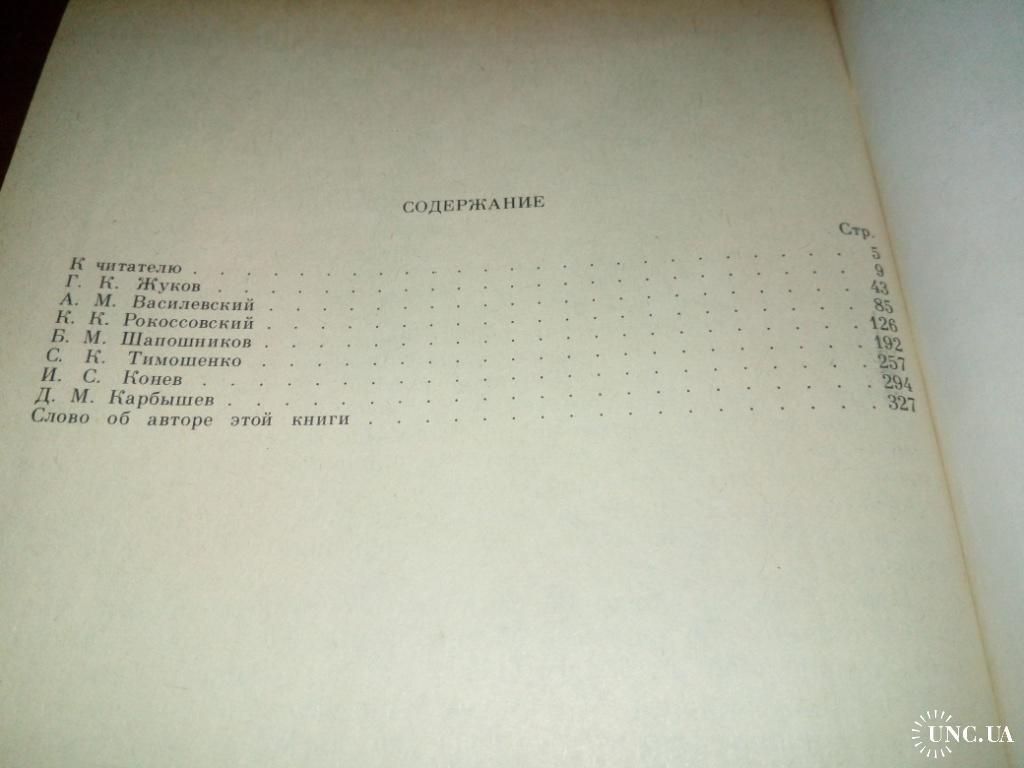 СОДЕРЖАНИЕ
Стр.
К читателю . . . . . . . . . . . . . . . . . . . . . . . . . . 5
Г. К. Жуков . . . . . . . . . . . . . . . . . . . . . . . . . . 9
А. М. Василевский . . . . . . . . . . . . . . . . . . . . . . . 43
К. К. Рокоссовский . . . . . . . . . . . . . . . . . . . . . . . 85
Б. М. Шапошников . . . . . . . . . . . . . . . . . . . . . . . 126
С. К. Тимошенко . . . . . . . . . . . . . . . . . . . . . . . 192
И. С. Конев . . . . . . . . . . . . . . . . . . . . . . . . . . 257
Д. М. Карбышев . . . . . . . . . . . . . . . . . . . . . . . . 294
Слово об авторе этой книги . . . . . . . . . . . . . . . . . . 327
UNC.UA